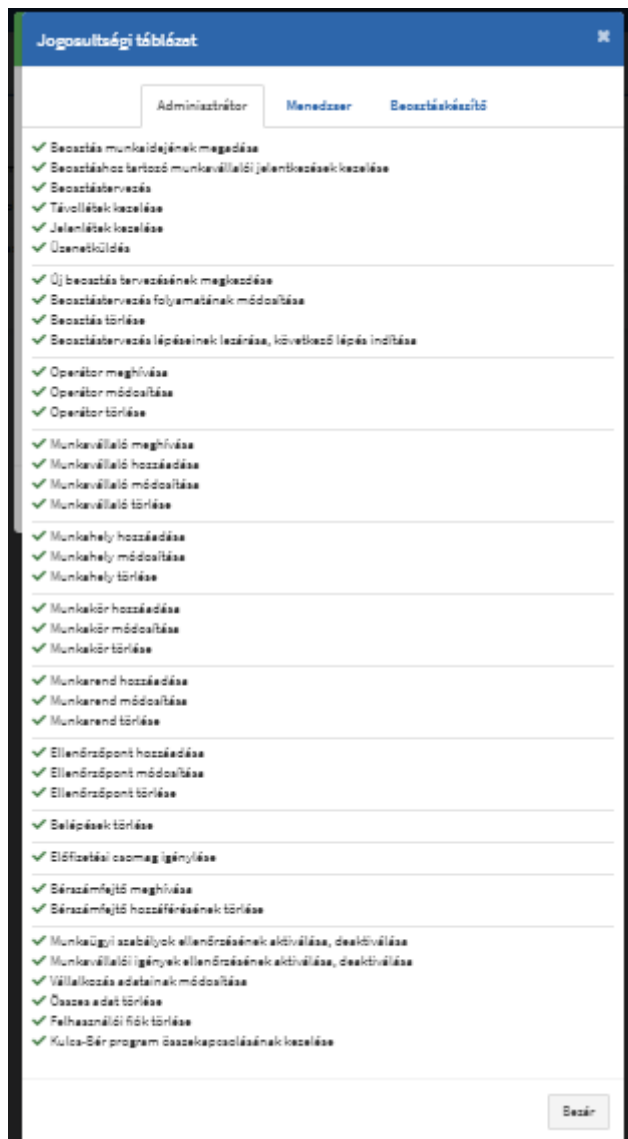 Jogosultsági táblázat
Adminisztrátor
Menedzser
Beosztáskészítő
Beosztás munkaidejének megadása
Beosztáshoz tartozó munkavállalói jelentkezések kezelése
Beosztástervezés
Távollétek kezelése
Jelenlétek kezelése
Üzenetküldés
Új beosztás tervezésének megkezdése
Beosztástervezés folyamatának módosítása
Beosztás törlése
Beosztástervezés lépéseinek lezárása, következő lépés indítása
Operátor meghívása
Operátor módosítása
Operátor törlése
Munkavállaló meghívása
Munkavállaló hozzáadása
Munkavállaló módosítása
Munkavállaló törlése
Munkahely hozzáadása
Munkahely módosítása
Munkahely törlése
Munkakör hozzáadása
Munkakör módosítása
Munkakör törlése
Munkarend hozzáadása
Munkarend módosítása
Munkarend törlése
Ellenőrzőpont hozzáadása
Ellenőrzőpont módosítása
Ellenőrzőpont törlése
Belépések törlése
Előfizetési csomag igénylése
Bérszámfejtő meghívása
Bérszámfejtő hozzáférésének törlése
Munkaügyi szabályok ellenőrzésének aktiválása, deaktiválása
Munkavállalói igények ellenőrzésének aktiválása, deaktiválása
Vállalkozás adatainak módosítása
Összes adat törlése
Felhasználói fiók törlése
Kulcs-Bér program összekapcsolásának kezelése
Bezár